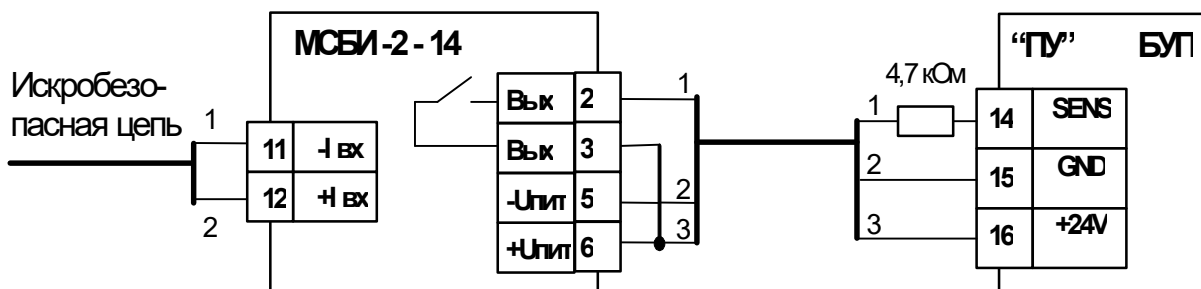 МСБИ-2-14
“ПУ” БУП
Искробезо-
пасная цепь
1
2
11 -I вх
12 +I вх
Вых 2
Вых 3
-Uпит 5
+Uпит 6
1
2
3
4,7 кОм
1
2
3
14 SENS
15 GND
16 +24V